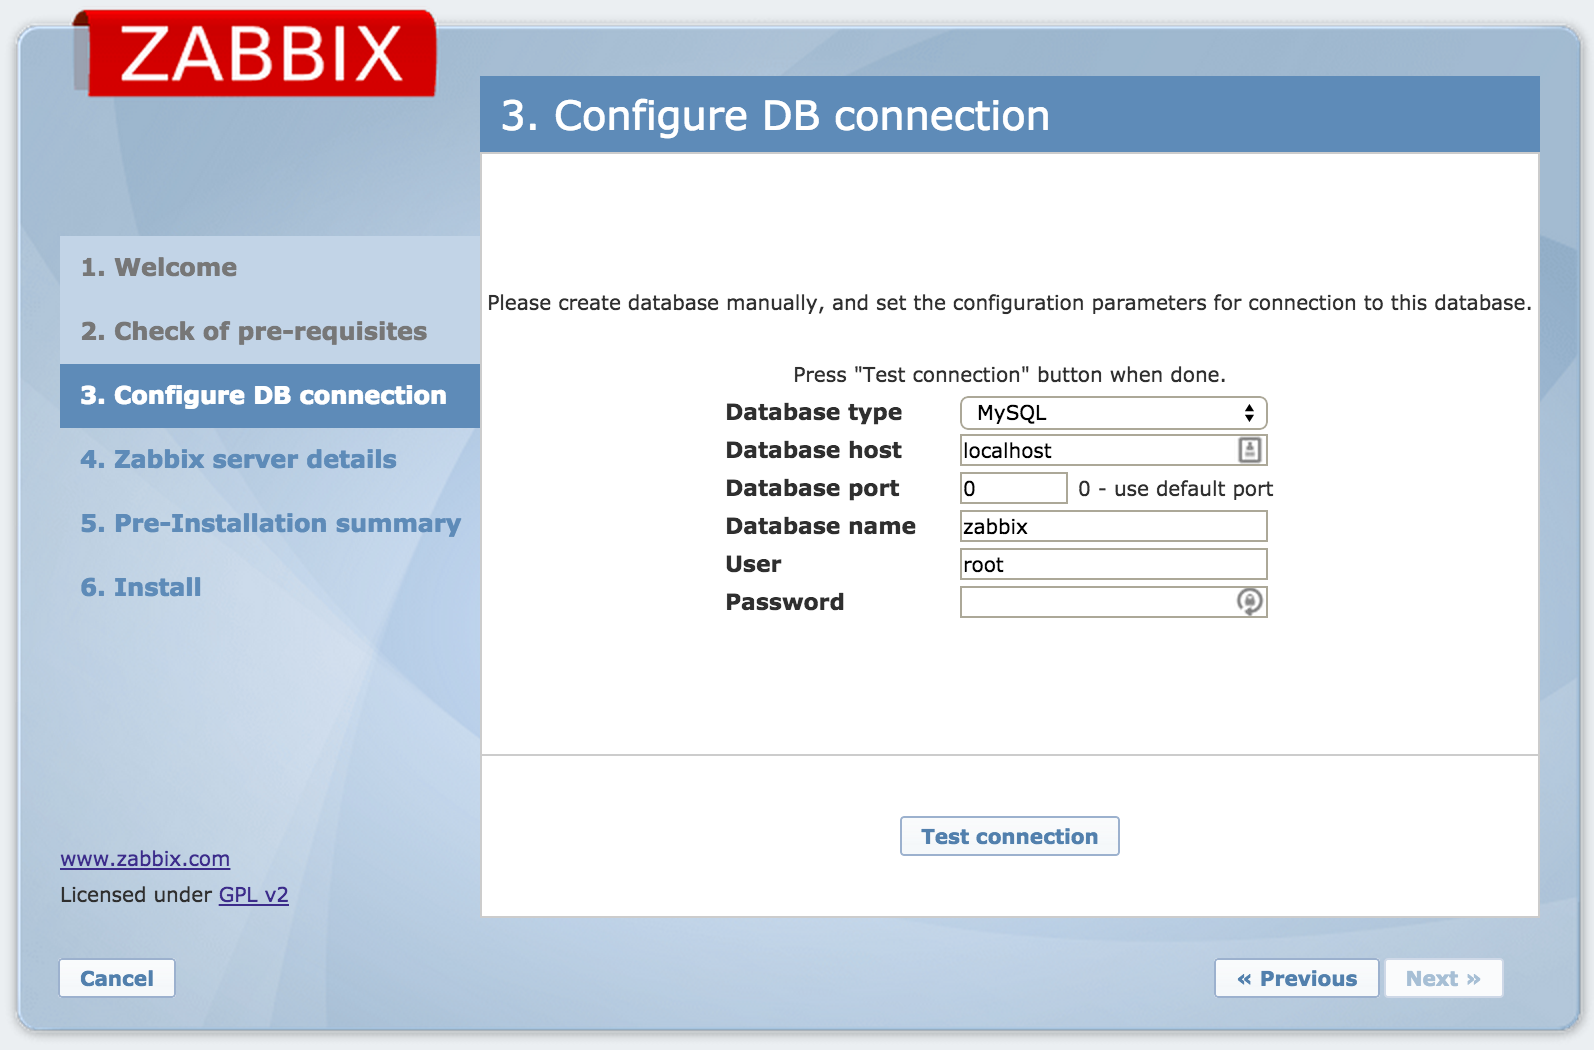 ZABBIX
3. Configure DB connection
1. Welcome
2. Check of pre-requisites
3. Configure DB connection
4. Zabbix server details
5. Pre-Installation summary
6. Install
Please create database manually, and set the configuration parameters for connection to this database.
Press "Test connection" button when done.
Database type MySQL
Database host localhost
Database port 0 0 - use default port
Database name zabbix
User root
Password
Test connection
www.zabbix.com
Licensed under GPL v2
Cancel
« Previous Next »